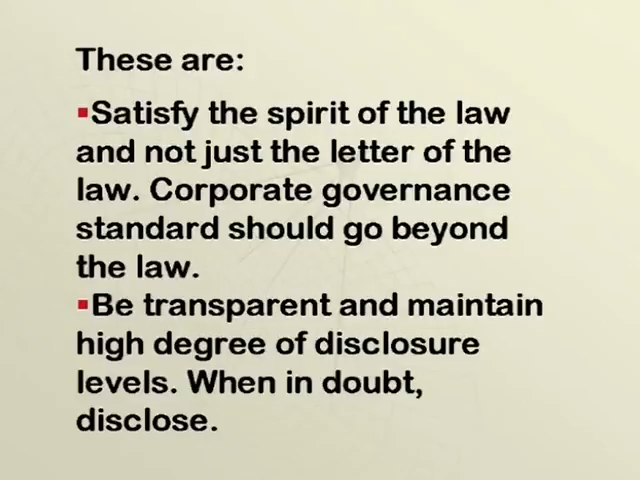 These are:
▪Satisfy the spirit of the law
and not just the letter of the
law. Corporate governance
standard should go beyond
the law.
▪Be transparent and maintain
high degree of disclosure
levels. When in doubt,
disclose.